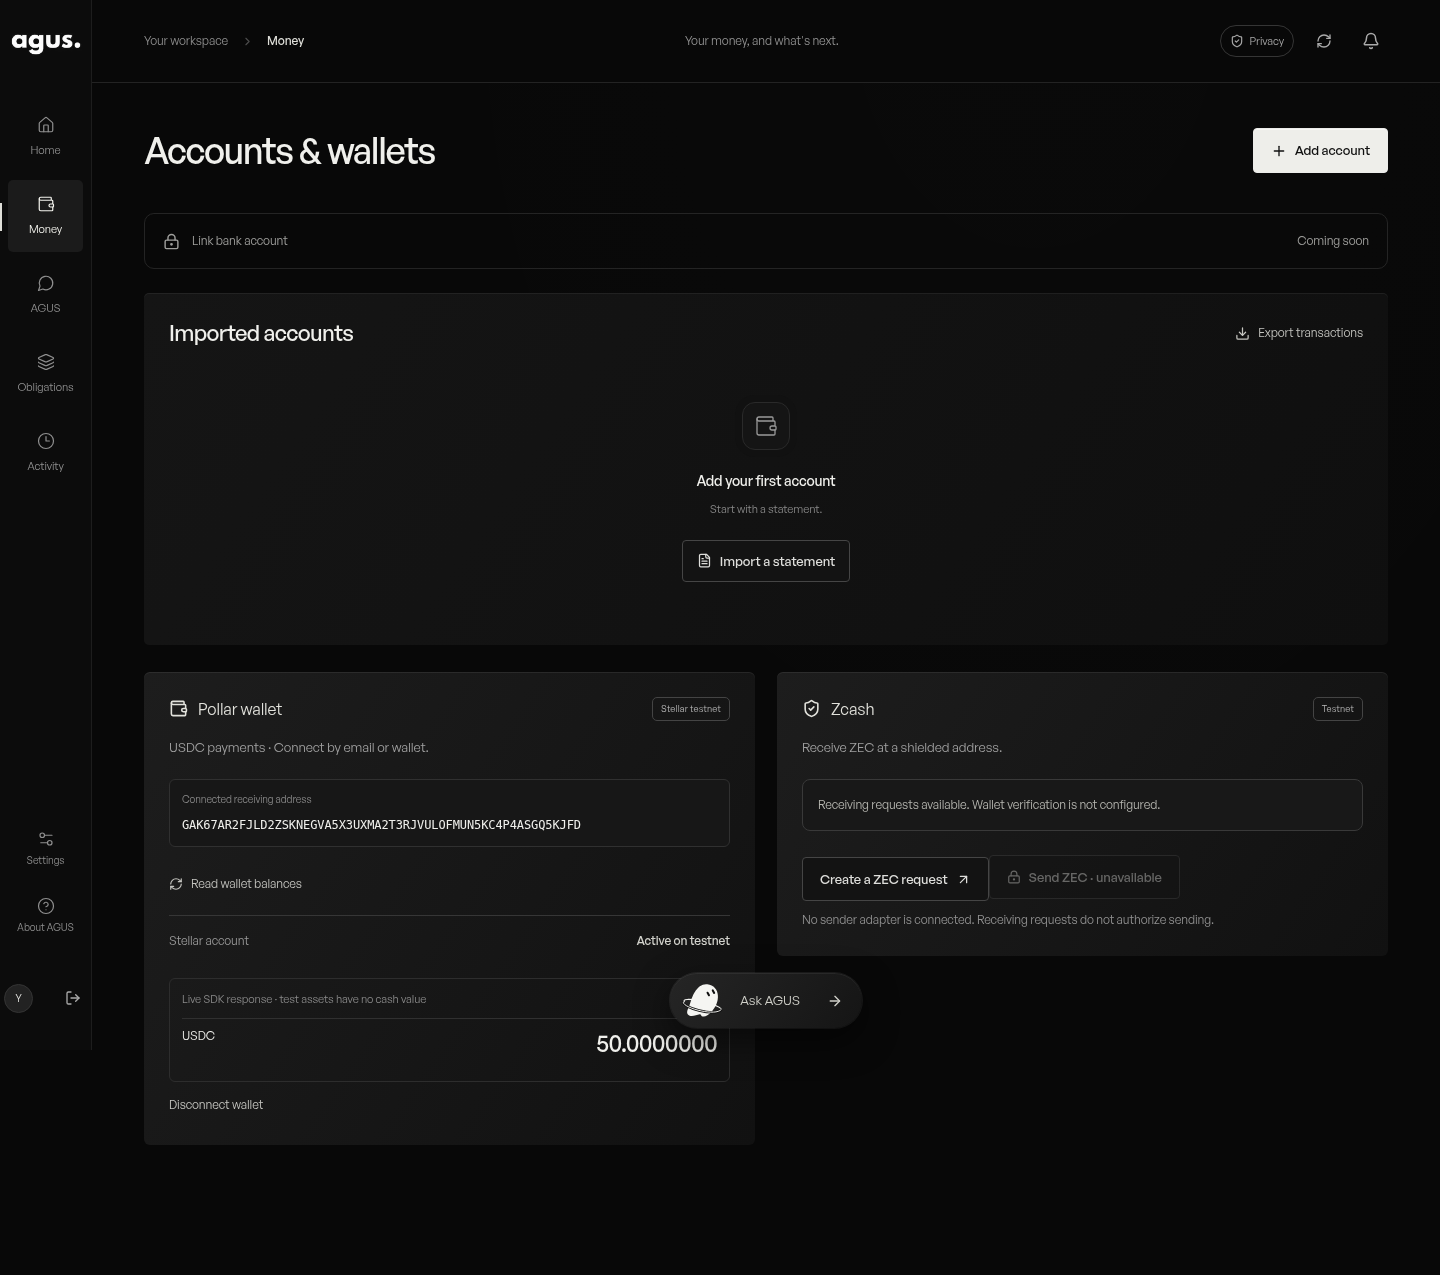 agus.
Your workspace > Money
Your money, and what's next.
Privacy
Home
Money
AGUS
Obligations
Activity
Settings
About AGUS
Y
Accounts & wallets
Add account
Link bank account
Coming soon
Imported accounts
Export transactions
Add your first account
Start with a statement.
Import a statement
Pollar wallet
Stellar testnet
USDC payments · Connect by email or wallet.
Connected receiving address
GAK67AR2FJLD2ZSKNEGVA5X3UXMA2T3RJVULOFMUN5KC4P4ASGQ5KJFD
Read wallet balances
Stellar account
Active on testnet
Live SDK response · test assets have no cash value
USDC
50.0000000
Disconnect wallet
Zcash
Testnet
Receive ZEC at a shielded address.
Receiving requests available. Wallet verification is not configured.
Create a ZEC request
Send ZEC · unavailable
No sender adapter is connected. Receiving requests do not authorize sending.
Ask AGUS